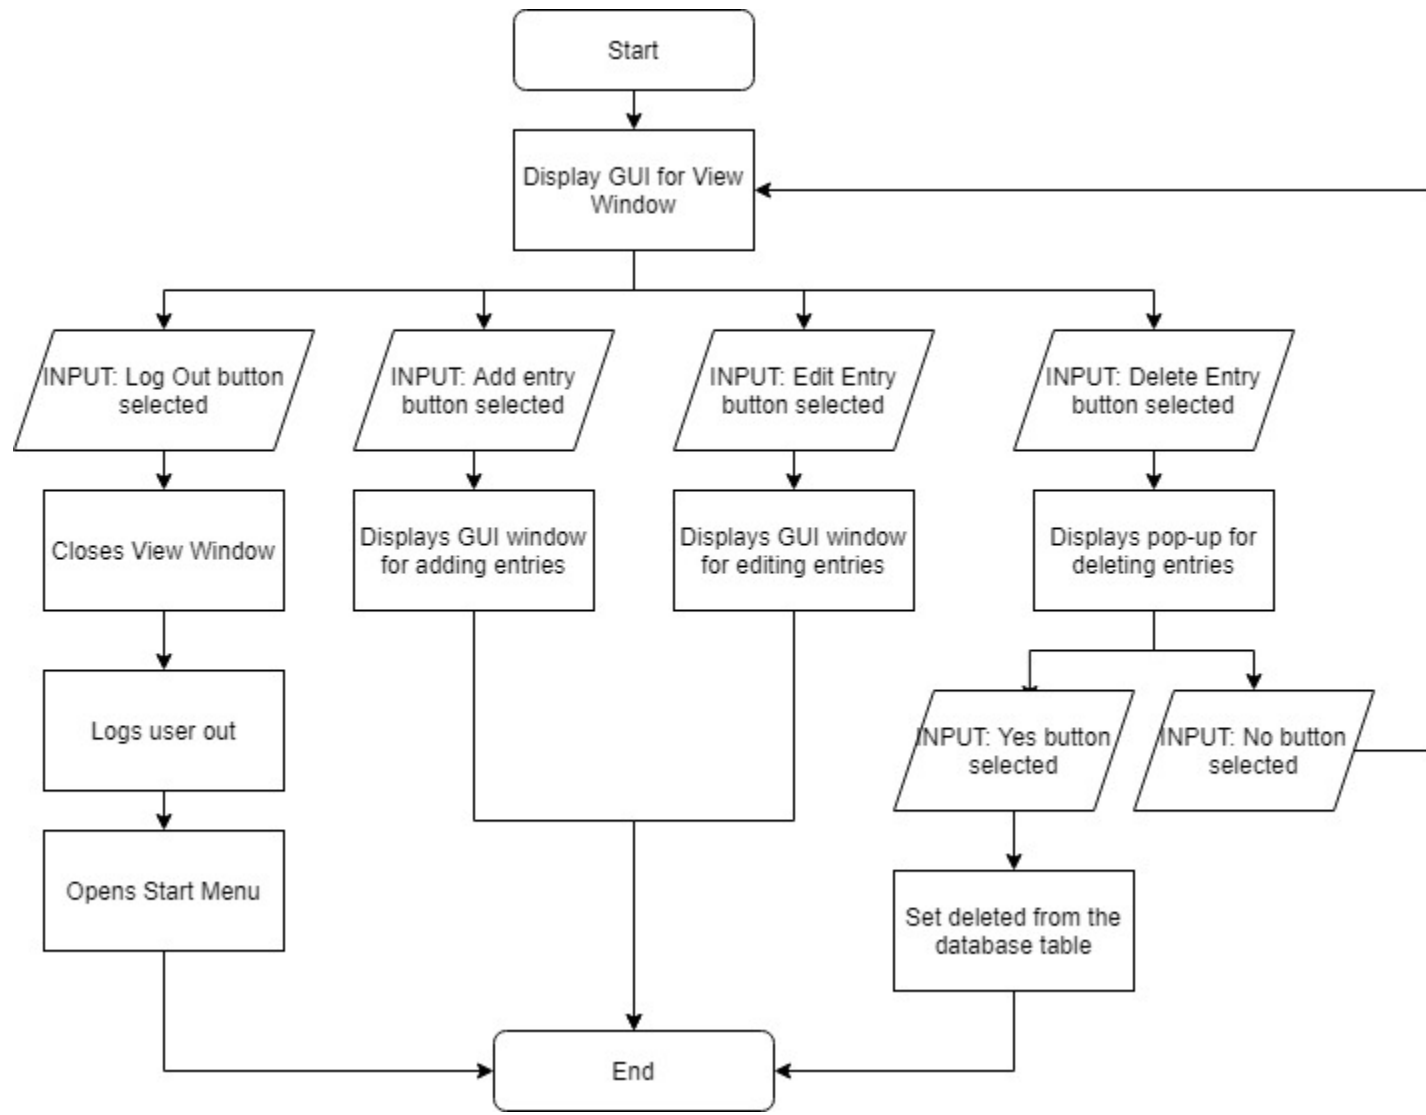 Start
Display GUI for View
Window
INPUT: Log Out button
selected
INPUT: Add entry
button selected
INPUT: Edit Entry
button selected
INPUT: Delete Entry
button selected
Closes View Window
Displays GUI window
for adding entries
Displays GUI window
for editing entries
Displays pop-up for
deleting entries
Logs user out
INPUT: Yes button
selected
INPUT: No button
selected
Opens Start Menu
Set deleted from the
database table
End